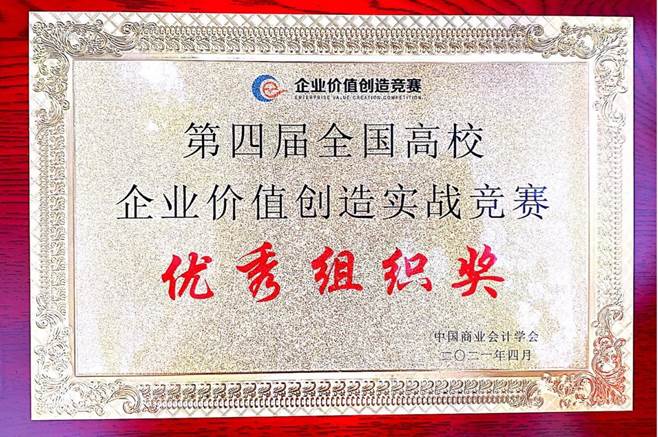 企业价值创造竞赛
ENTERPRISE VALUE CREATION COMPETITION
第四届全国高校
企业价值创造实战竞赛
优秀组织奖
中国商业会计学会
二〇二一年四月